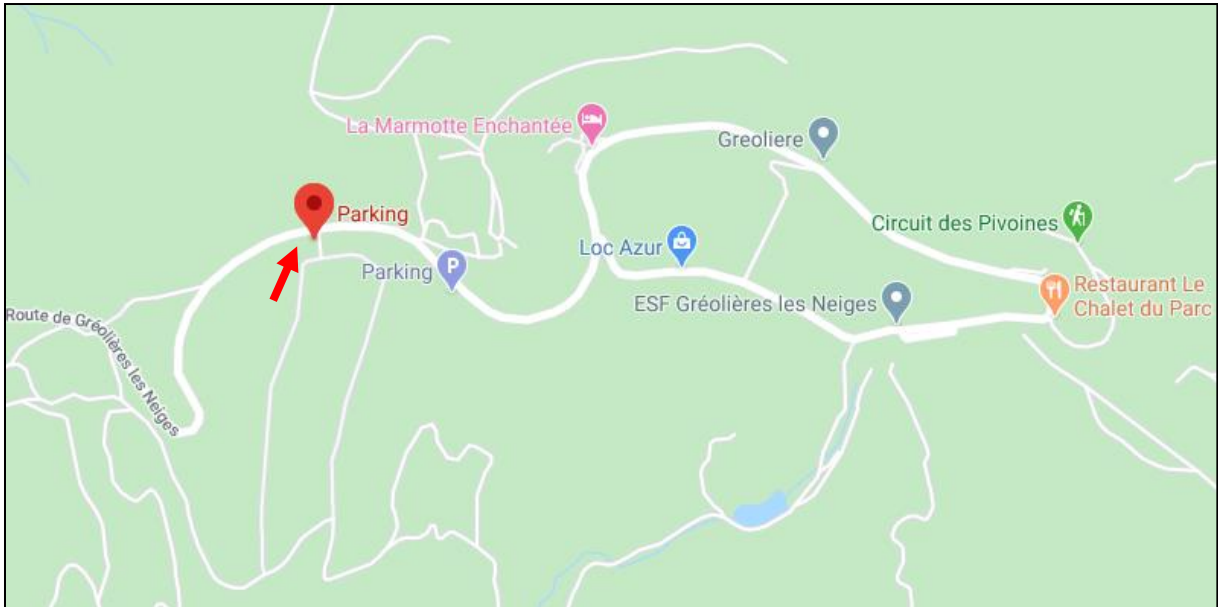 La Marmotte Enchantée
Greoliere
Parking
Circuit des Pivoines
Loc Azur
Parking
P
ESF Gréolières les Neiges
Restaurant Le
Chalet du Parc
Route de Gréolières les Neiges